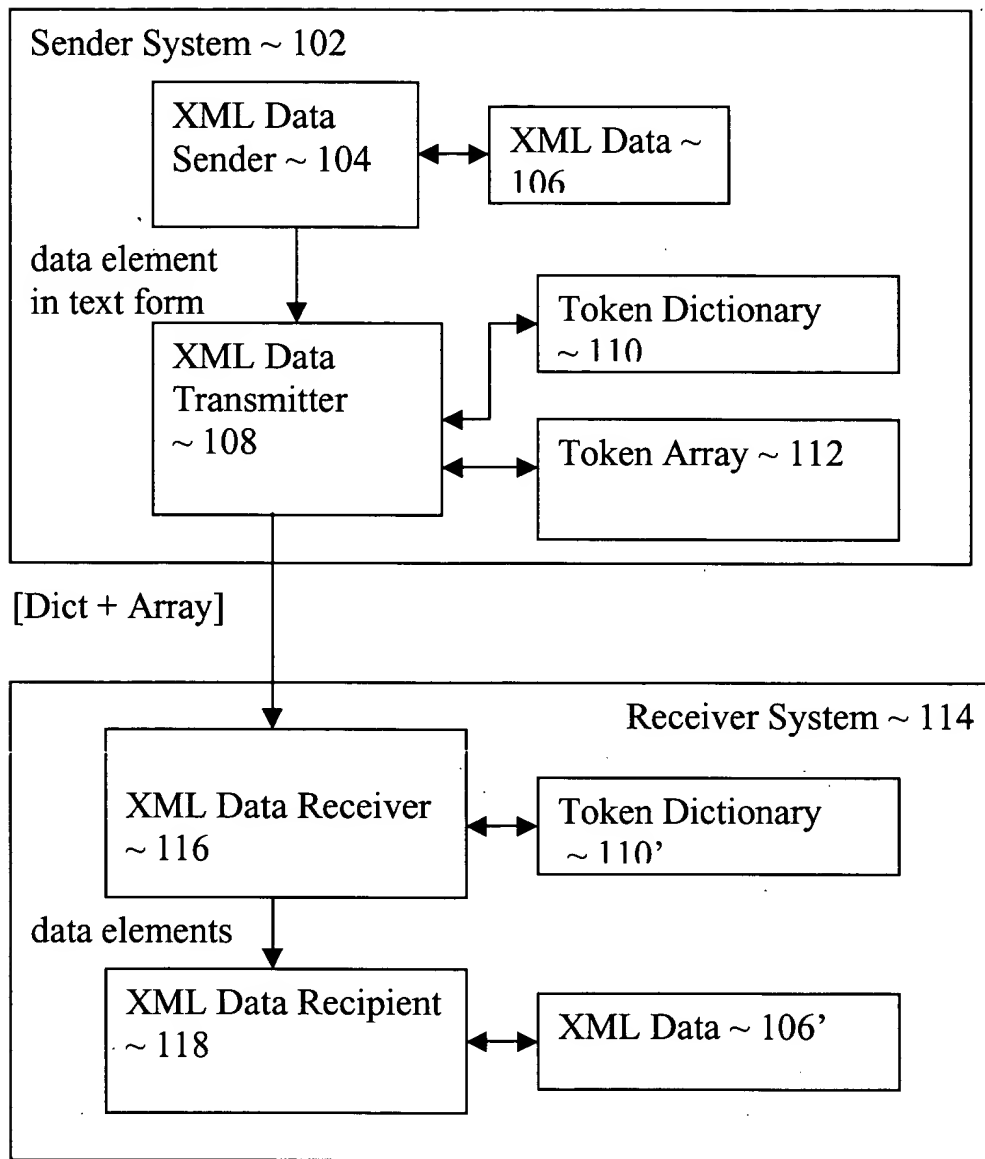 Sender System ~ 102
XML Data
Sender ~ 104
XML Data ~
106
data element
in text form
XML Data
Transmitter
~ 108
Token Dictionary
~ 110
Token Array ~ 112
[Dict + Array]
Receiver System ~ 114
XML Data Receiver
~ 116
Token Dictionary
~ 110’
data elements
XML Data Recipient
~ 118
XML Data ~ 106’